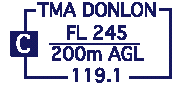 TMA DONLON
C
FL 245
200m AGL
119.1